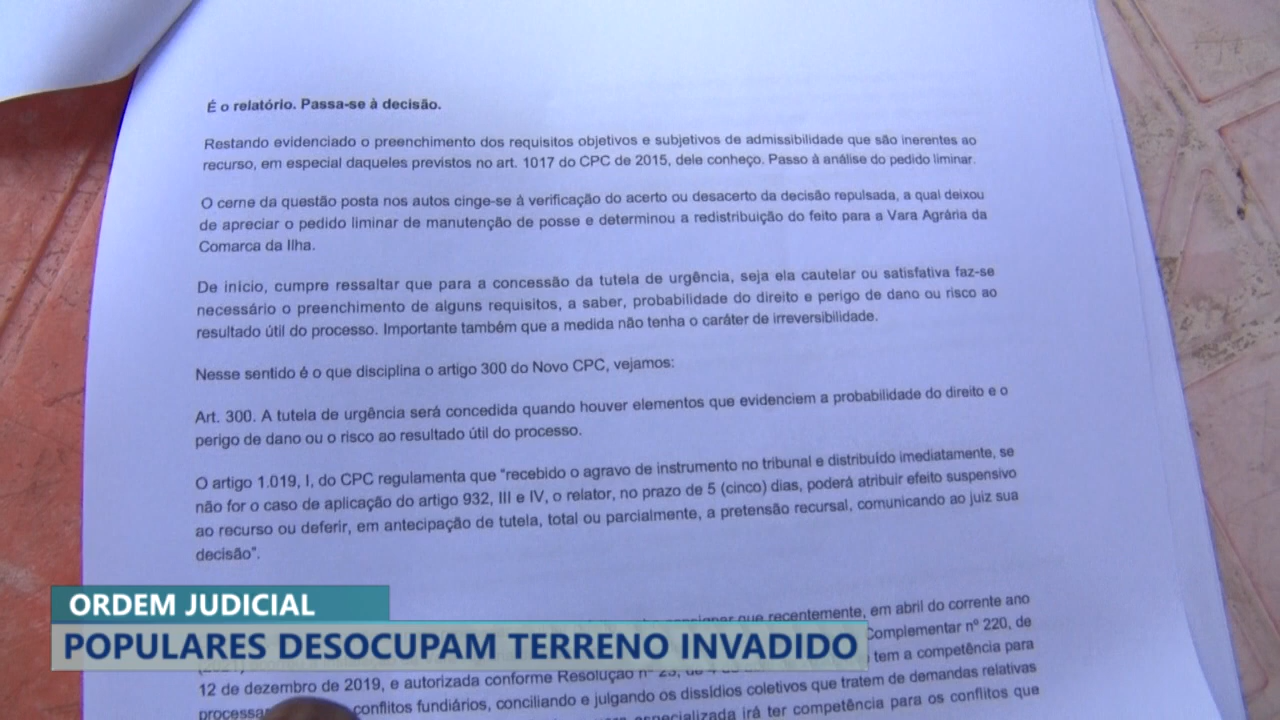 É o relatório. Passa-se à decisão.
Restando evidenciado o preenchimento dos requisitos objetivos e subjetivos de admissibilidade que são inerentes ao
recurso, em especial daqueles previstos no art. 1017 do CPC de 2015, dele conheço. Passo à análise do pedido liminar.
O cerne da questão posta nos autos cinge-se à verificação do acerto ou desacerto da decisão repulsada, a qual deixou
de apreciar o pedido liminar de manutenção de posse e determinou a redistribuição do feito para a Vara Agrária da
Comarca da Ilha.
De início, cumpre ressaltar que para a concessão da tutela de urgência, seja ela cautelar ou satisfativa faz-se
necessário o preenchimento de alguns requisitos, a saber, probabilidade do direito e perigo de dano ou risco ao
resultado útil do processo. Importante também que a medida não tenha o caráter de irreversibilidade.
Nesse sentido é o que disciplina o artigo 300 do Novo CPC, vejamos:
Art. 300. A tutela de urgência será concedida quando houver elementos que evidenciem a probabilidade do direito e o
perigo de dano ou o risco ao resultado útil do processo.
O artigo 1.019, I, do CPC regulamenta que “recebido o agravo de instrumento no tribunal e distribuído imediatamente, se
não for o caso de aplicação do artigo 932, III e IV, o relator, no prazo de 5 (cinco) dias, poderá atribuir efeito suspensivo
ao recurso ou deferir, em antecipação de tutela, total ou parcialmente, a pretensão recursal, comunicando ao juiz sua
decisão”.
que recentemente, em abril do corrente ano
Complementar nº 220, de
12 de dezembro de 2019, e autorizada conforme Resolução tem a competência para
conflitos fundiários, conciliando e julgando os dissídios coletivos que tratem de demandas relativas
especializada irá ter competência para os conflitos que
ORDEM JUDICIAL
POPULARES DESOCUPAM TERRENO INVADIDO